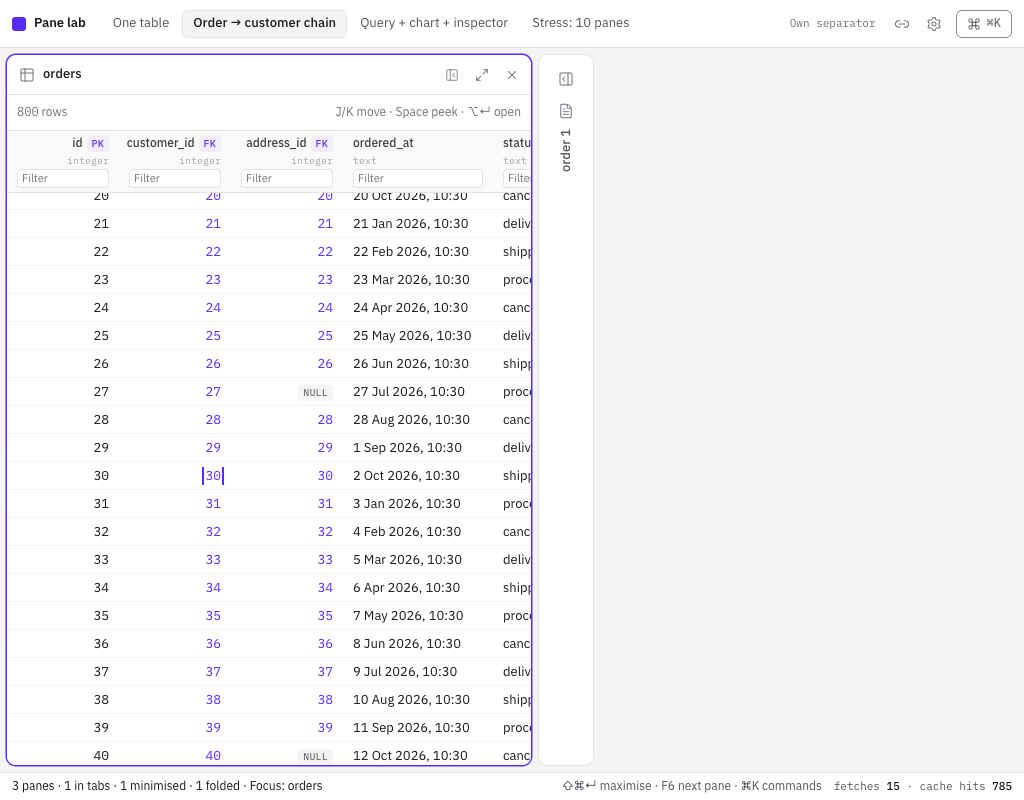 Pane lab One table Order → customer chain Query + chart + inspector Stress: 10 panes Own separator ⌘ ⌘K
orders
800 rows J/K move · Space peek · ⌥↵ open
id PK customer_id FK address_id FK ordered_at statu
integer integer integer text text
Filter Filter Filter Filter Filte
20 20 20 20 Oct 2026, 10:30 canc
21 21 21 21 Jan 2026, 10:30 deliv
22 22 22 22 Feb 2026, 10:30 shipp
23 23 23 23 Mar 2026, 10:30 proce
24 24 24 24 Apr 2026, 10:30 canc
25 25 25 25 May 2026, 10:30 deliv
26 26 26 26 Jun 2026, 10:30 shipp
27 27 NULL 27 Jul 2026, 10:30 proce
28 28 28 28 Aug 2026, 10:30 canc
29 29 29 1 Sep 2026, 10:30 deliv
30 30 30 2 Oct 2026, 10:30 shipp
31 31 31 3 Jan 2026, 10:30 proce
32 32 32 4 Feb 2026, 10:30 canc
33 33 33 5 Mar 2026, 10:30 deliv
34 34 34 6 Apr 2026, 10:30 shipp
35 35 35 7 May 2026, 10:30 proce
36 36 36 8 Jun 2026, 10:30 canc
37 37 37 9 Jul 2026, 10:30 deliv
38 38 38 10 Aug 2026, 10:30 shipp
39 39 39 11 Sep 2026, 10:30 proce
40 40 NULL 12 Oct 2026, 10:30 canc
order 1
3 panes · 1 in tabs · 1 minimised · 1 folded · Focus: orders ⇧⌘↵ maximise · F6 next pane · ⌘K commands fetches 15 · cache hits 785